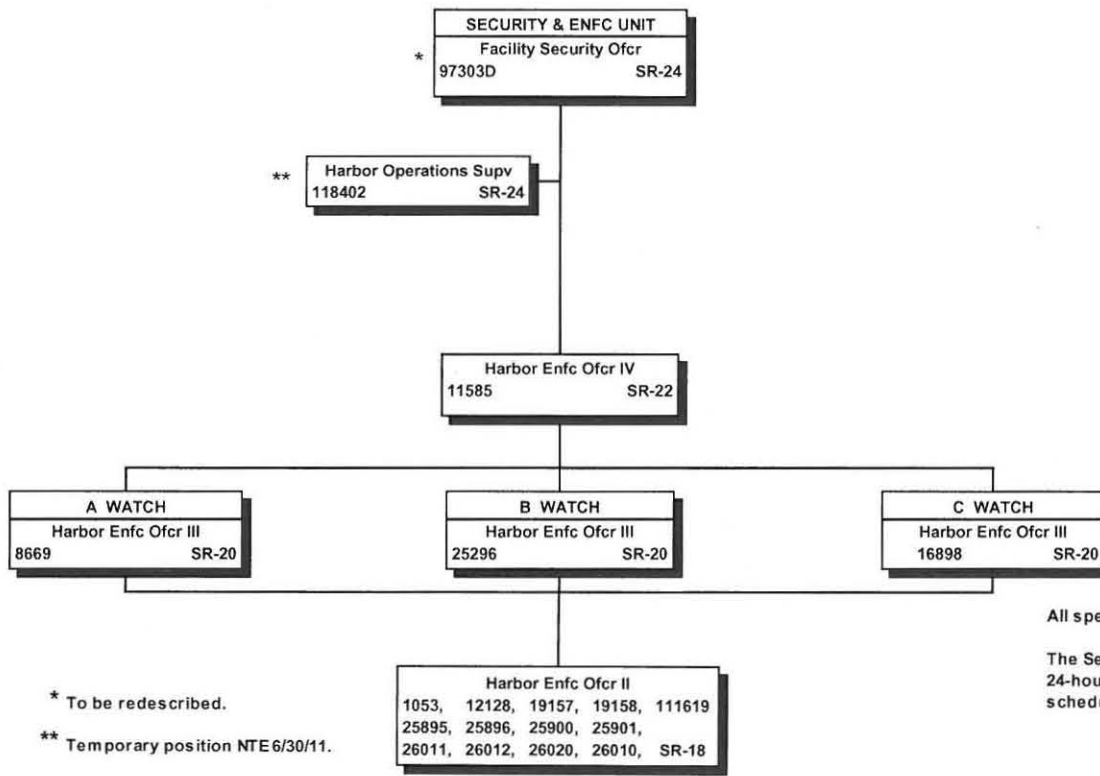 SECURITY & ENFC UNIT
Facility Security Ofcr
* 97303D SR-24
Harbor Operations Supv
** 118402 SR-24
Harbor Enfc Ofcr IV
11585 SR-22
A WATCH
Harbor Enfc Ofcr III
8669 SR-20
B WATCH
Harbor Enfc Ofcr III
25296 SR-20
C WATCH
Harbor Enfc Ofcr III
16898 SR-20
All spe
The Se
24-hou
schedu
Harbor Enfc Ofcr II
1053, 12128, 19157, 19158, 111619
25895, 25896, 25900, 25901,
26011, 26012, 26020, 26010, SR-18
* To be redescribed.
** Temporary position NTE 6/30/11.